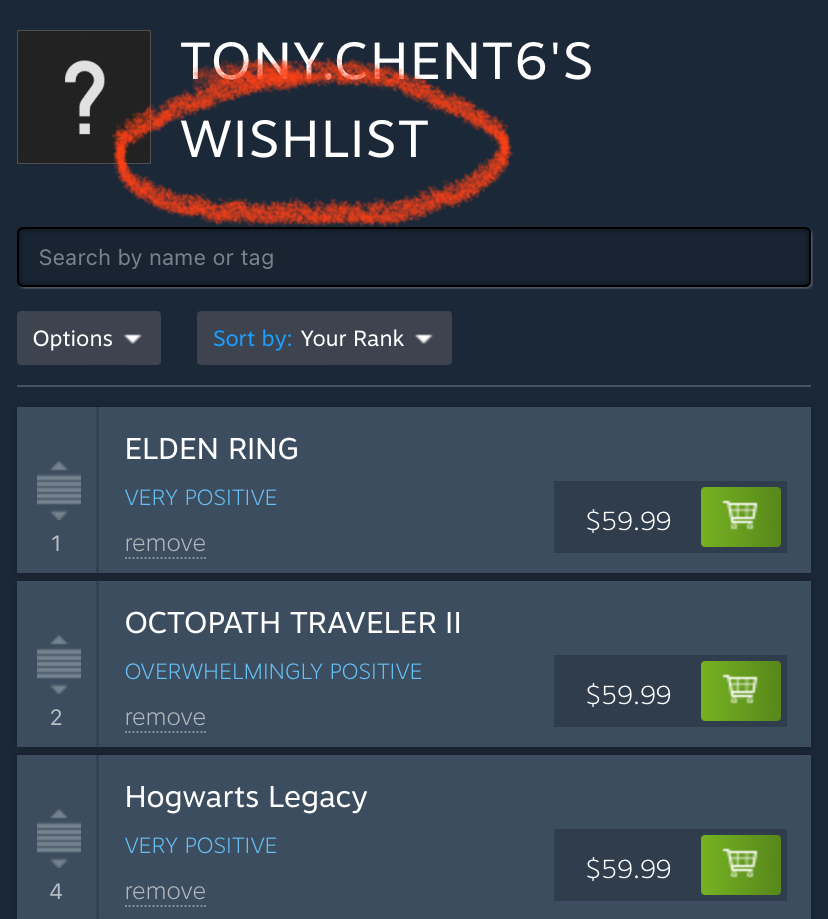 ?
TONY.CHENT6'S
WISHLIST
Search by name or tag
Options
Sort by: Your Rank
ELDEN RING
VERY POSITIVE
$59.99
1
remove
OCTOPATH TRAVELER II
OVERWHELMINGLY POSITIVE
$59.99
2
remove
Hogwarts Legacy
VERY POSITIVE
$59.99
4
remove